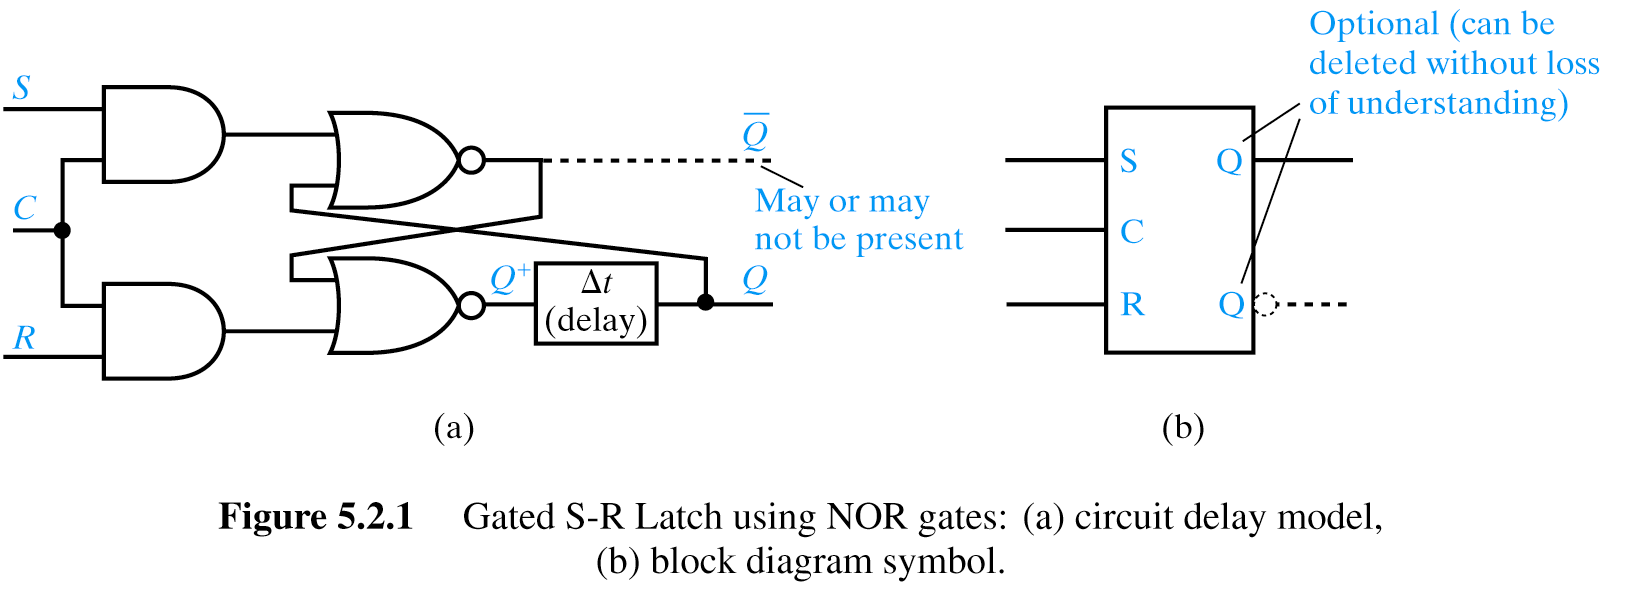 S
C
R
Q̅
May or may
not be present
Q⁺
Δt
(delay)
Q
(a)
Optional (can be
deleted without loss
of understanding)
S Q
C
R Q
(b)
Figure 5.2.1 Gated S-R Latch using NOR gates: (a) circuit delay model,
(b) block diagram symbol.